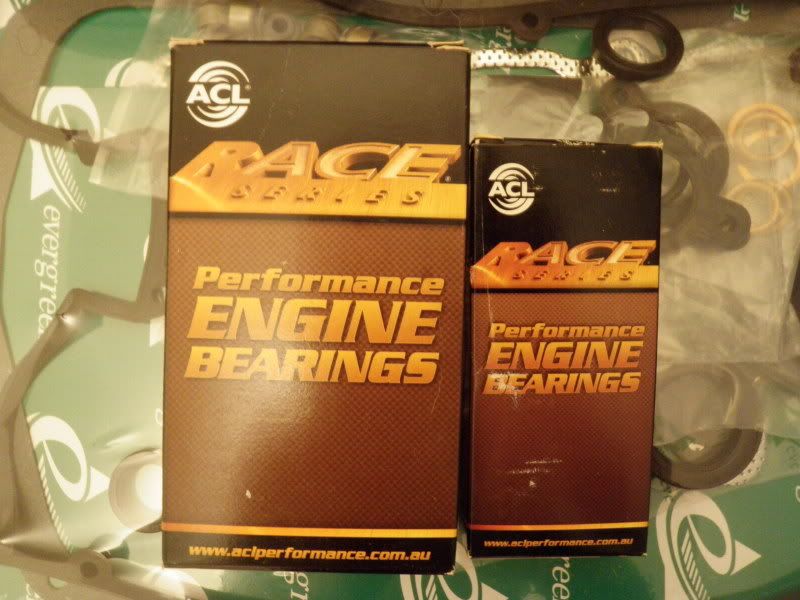 ACL
RACE
SERIES
Performance
ENGINE
BEARINGS
www.aclperformance.com.au
ACL
RACE
SERIES
Performance
ENGINE
BEARINGS
www.aclperformance.com.au
evergreen